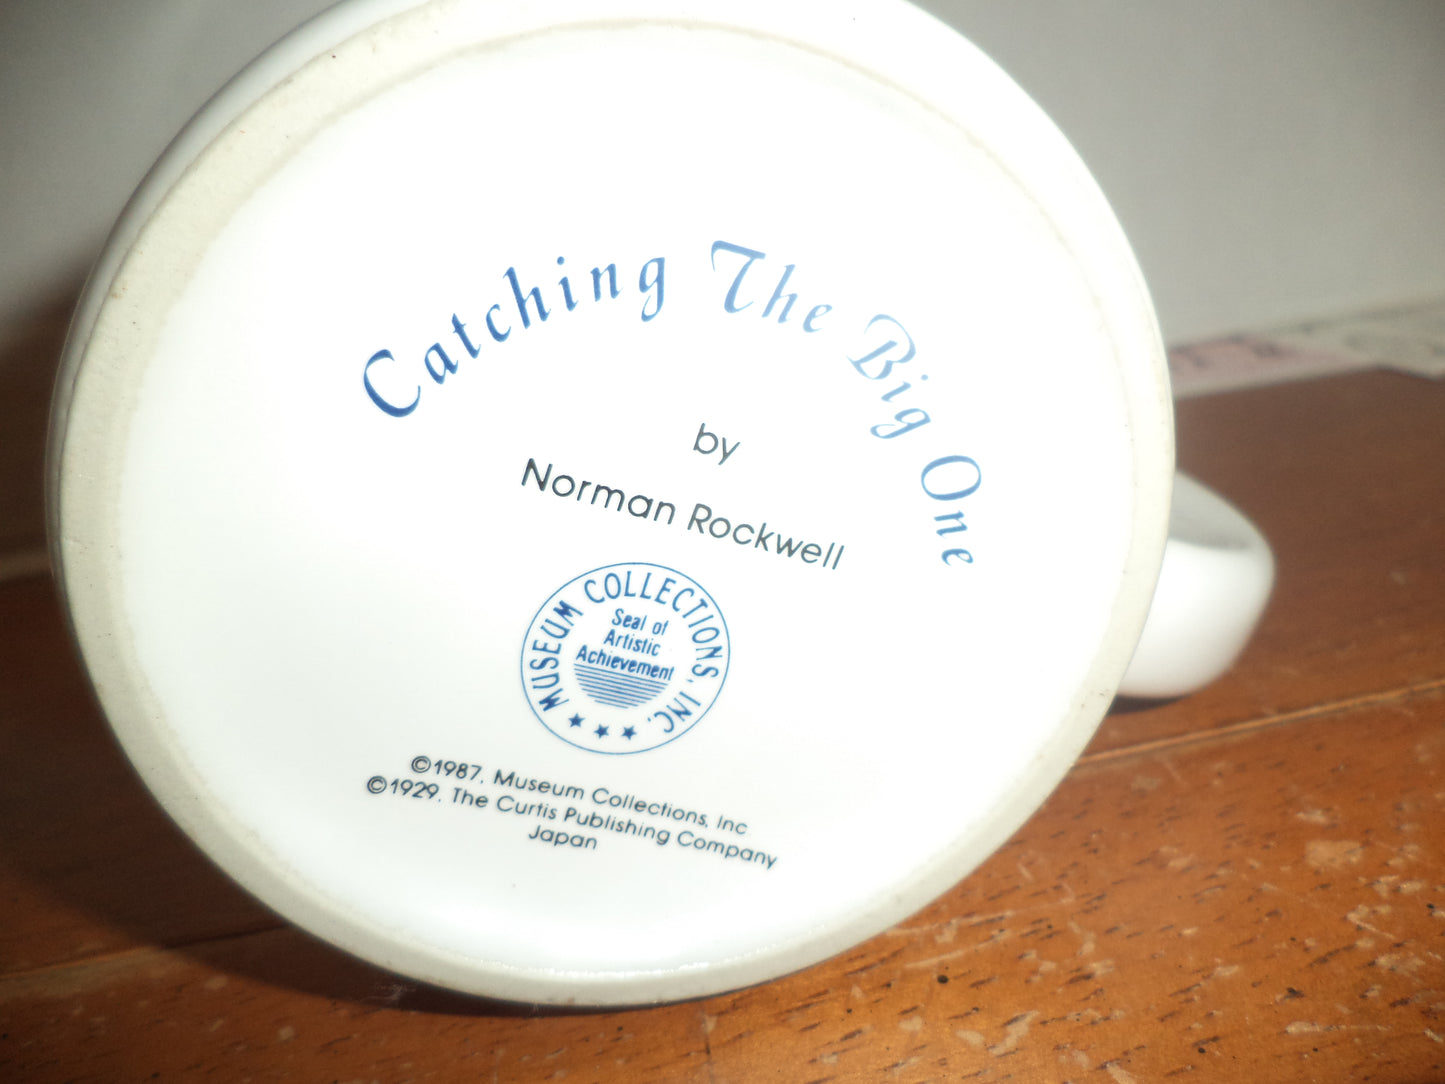 Catching The Big One
by
Norman Rockwell
MUSEUM COLLECTIONS, INC.
Seal of
Artistic
Achievement
©1987, Museum Collections, Inc
©1929, The Curtis Publishing Company
Japan